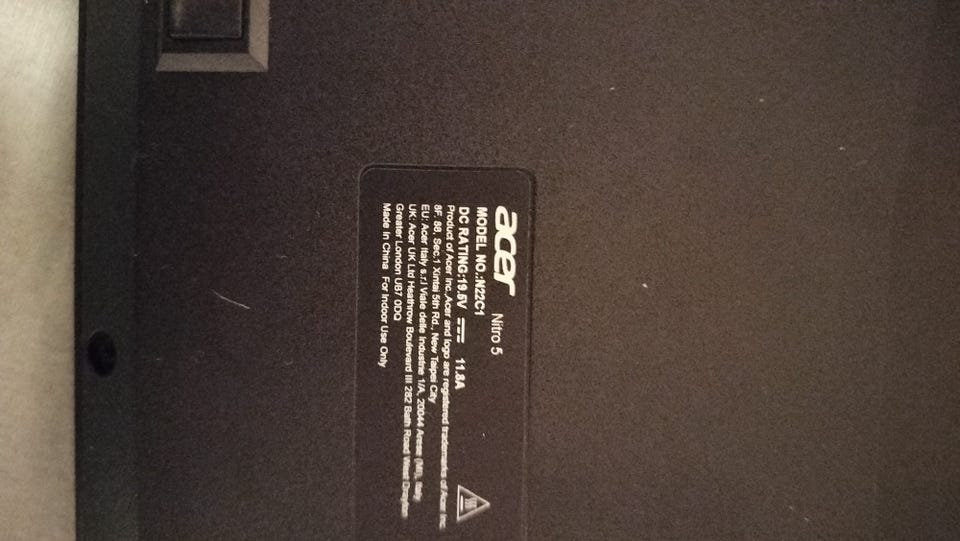 acer Nitro 5
MODEL NO.:N22C1
DC RATING:19.5V ⎓ 11.8A
Product of Acer Inc. Acer and logo are registered trademarks of Acer Inc.
8F, 88, Sec.1 Xintai 5th Rd., New Taipei City
EU: Acer Italy s.r.l Viale delle Industrie 1/A, 20044 Arese (MI), Italy
UK: Acer UK Ltd Heathrow Boulevard III 282 Bath Road West Drayton
Greater London UB7 0DQ
Made in China For Indoor Use Only